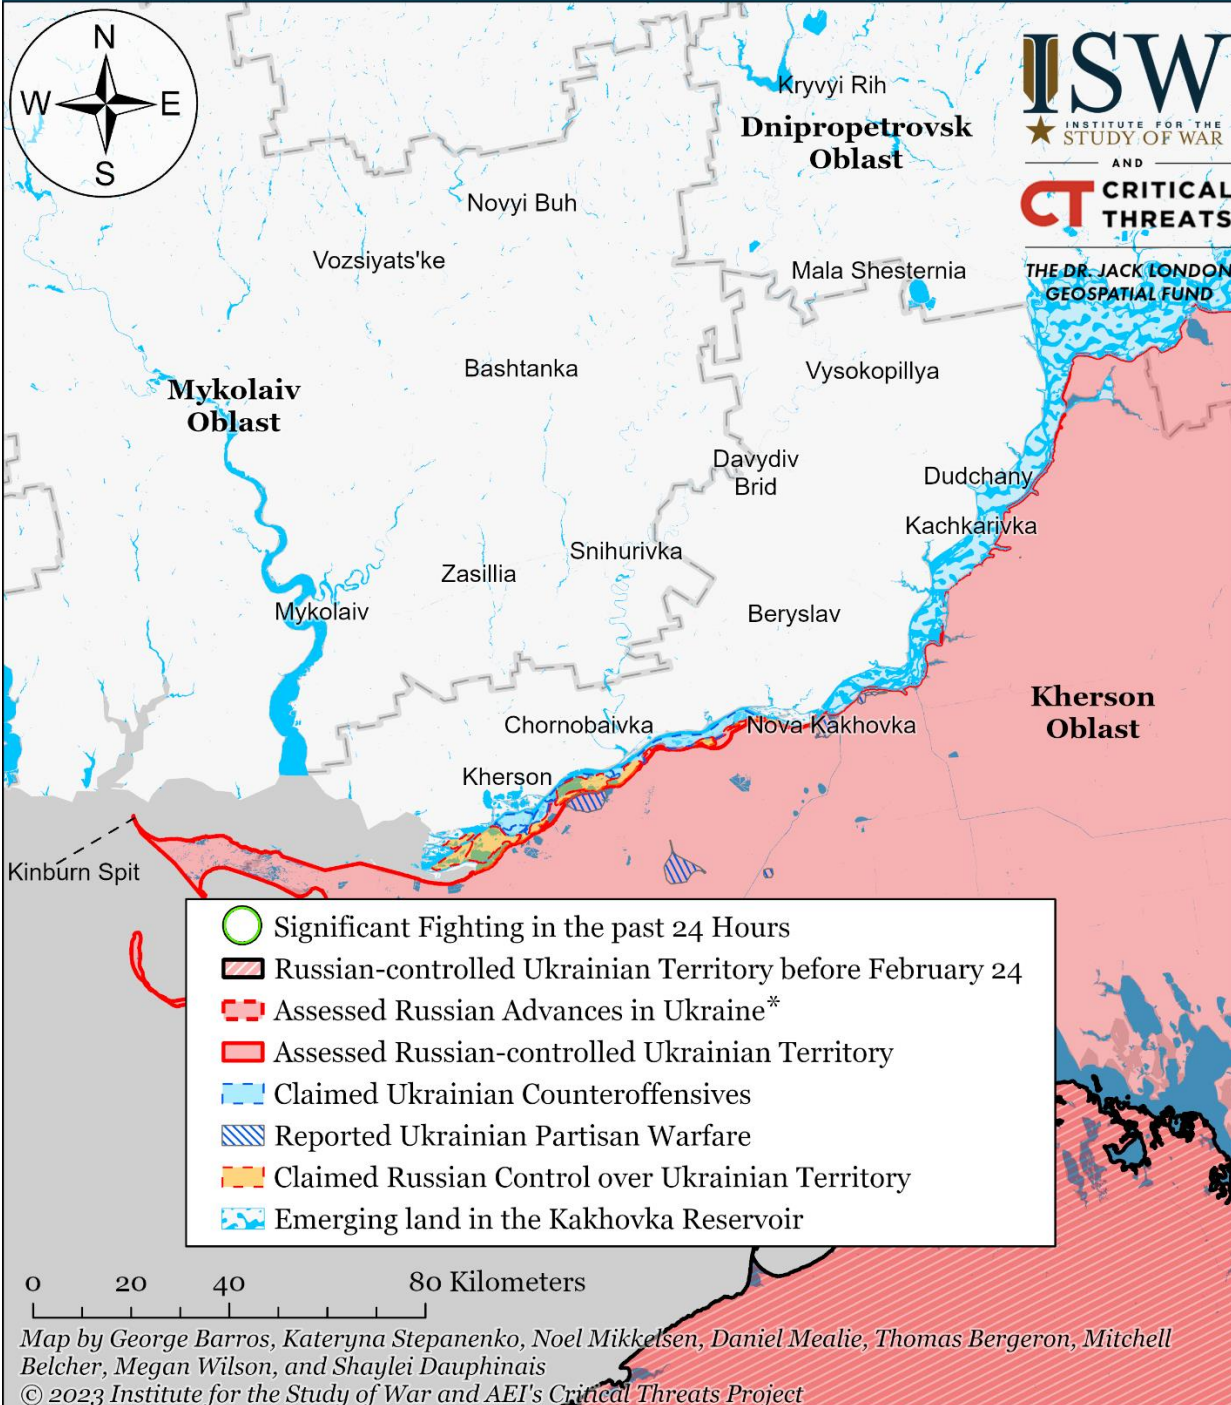 N
W
E
S
ISW
INSTITUTE FOR THE
STUDY OF WAR
AND
CT CRITICAL
THREATS
THE DR. JACK LONDON
GEOSPATIAL FUND
Kryvyi Rih
Dnipropetrovsk
Oblast
Novyi Buh
Vozsiyats'ke
Mala Shesternia
Bashtanka
Vysokopillya
Mykolaiv
Oblast
Davydiv
Brid
Dudchany
Kachkarivka
Snihurivka
Zasillia
Mykolaiv
Beryslav
Kherson
Oblast
Chornobaivka
Nova Kakhovka
Kherson
Kinburn Spit
Significant Fighting in the past 24 Hours
Russian-controlled Ukrainian Territory before February 24
Assessed Russian Advances in Ukraine*
Assessed Russian-controlled Ukrainian Territory
Claimed Ukrainian Counteroffensives
Reported Ukrainian Partisan Warfare
Claimed Russian Control over Ukrainian Territory
Emerging land in the Kakhovka Reservoir
0 20 40 80 Kilometers
Map by George Barros, Kateryna Stepanenko, Noel Mikkelsen, Daniel Mealie, Thomas Bergeron, Mitchell
Belcher, Megan Wilson, and Shaylei Dauphinais
© 2023 Institute for the Study of War and AEI's Critical Threats Project